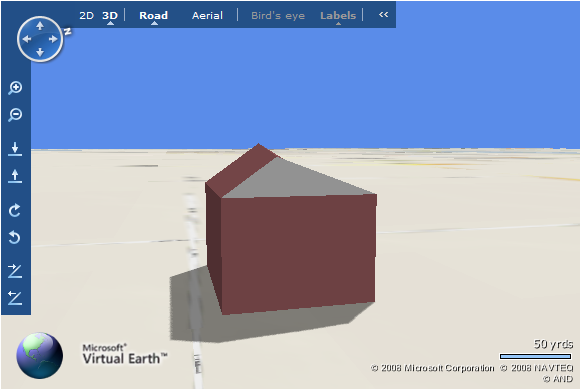 2D 3D Road Aerial Bird's eye Labels <<
N
50 yrds
Microsoft®
Virtual Earth™
© 2008 Microsoft Corporation © 2008 NAVTEQ
© AND